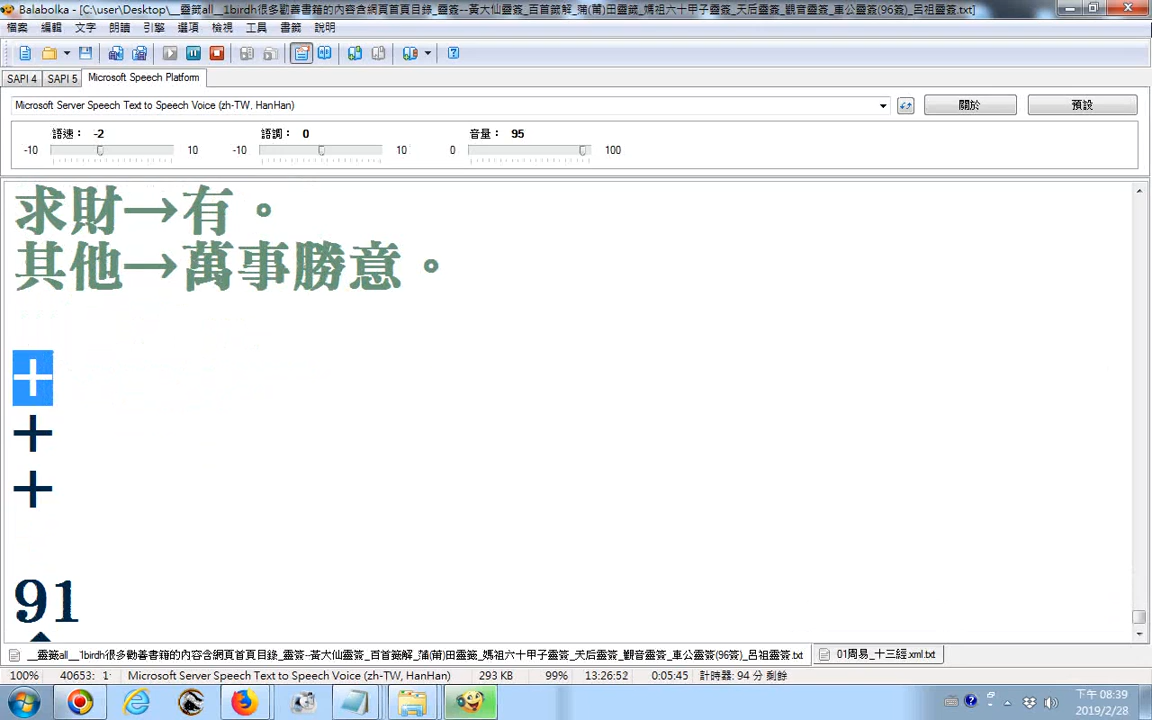 Balabolka - [C:\user\Desktop\__靈籤all__1birdh很多勸善書籍的內容含網頁首頁目錄_靈簽--黃大仙靈簽_百首籤解_蒲(莆)田靈籤_媽祖六十甲子靈簽_天后靈簽_觀音靈簽_車公靈簽(96簽)_呂祖靈簽.txt]
檔案 編輯 文字 朗讀 引擎 選項 檢視 工具 書籤 說明
SAPI 4 SAPI 5 Microsoft Speech Platform
Microsoft Server Speech Text to Speech Voice (zh-TW, HanHan) 關於 預設
語速： -2 語調： 0 音量： 95
-10 10 -10 10 0 100
求財→有。
其他→萬事勝意。
+
+
+
91
__靈籤all__1birdh很多勸善書籍的內容含網頁首頁目錄_靈簽--黃大仙靈簽_百首籤解_蒲(莆)田靈籤_媽祖六十甲子靈簽_天后靈簽_觀音靈簽_車公靈簽(96簽)_呂祖靈簽.txt 01周易_十三經.xml.txt
100% 40653: 1 Microsoft Server Speech Text to Speech Voice (zh-TW, HanHan) 293 KB 99% 13:26:52 0:05:45 計時器: 94 分 剩餘
下午 08:39
2019/2/28